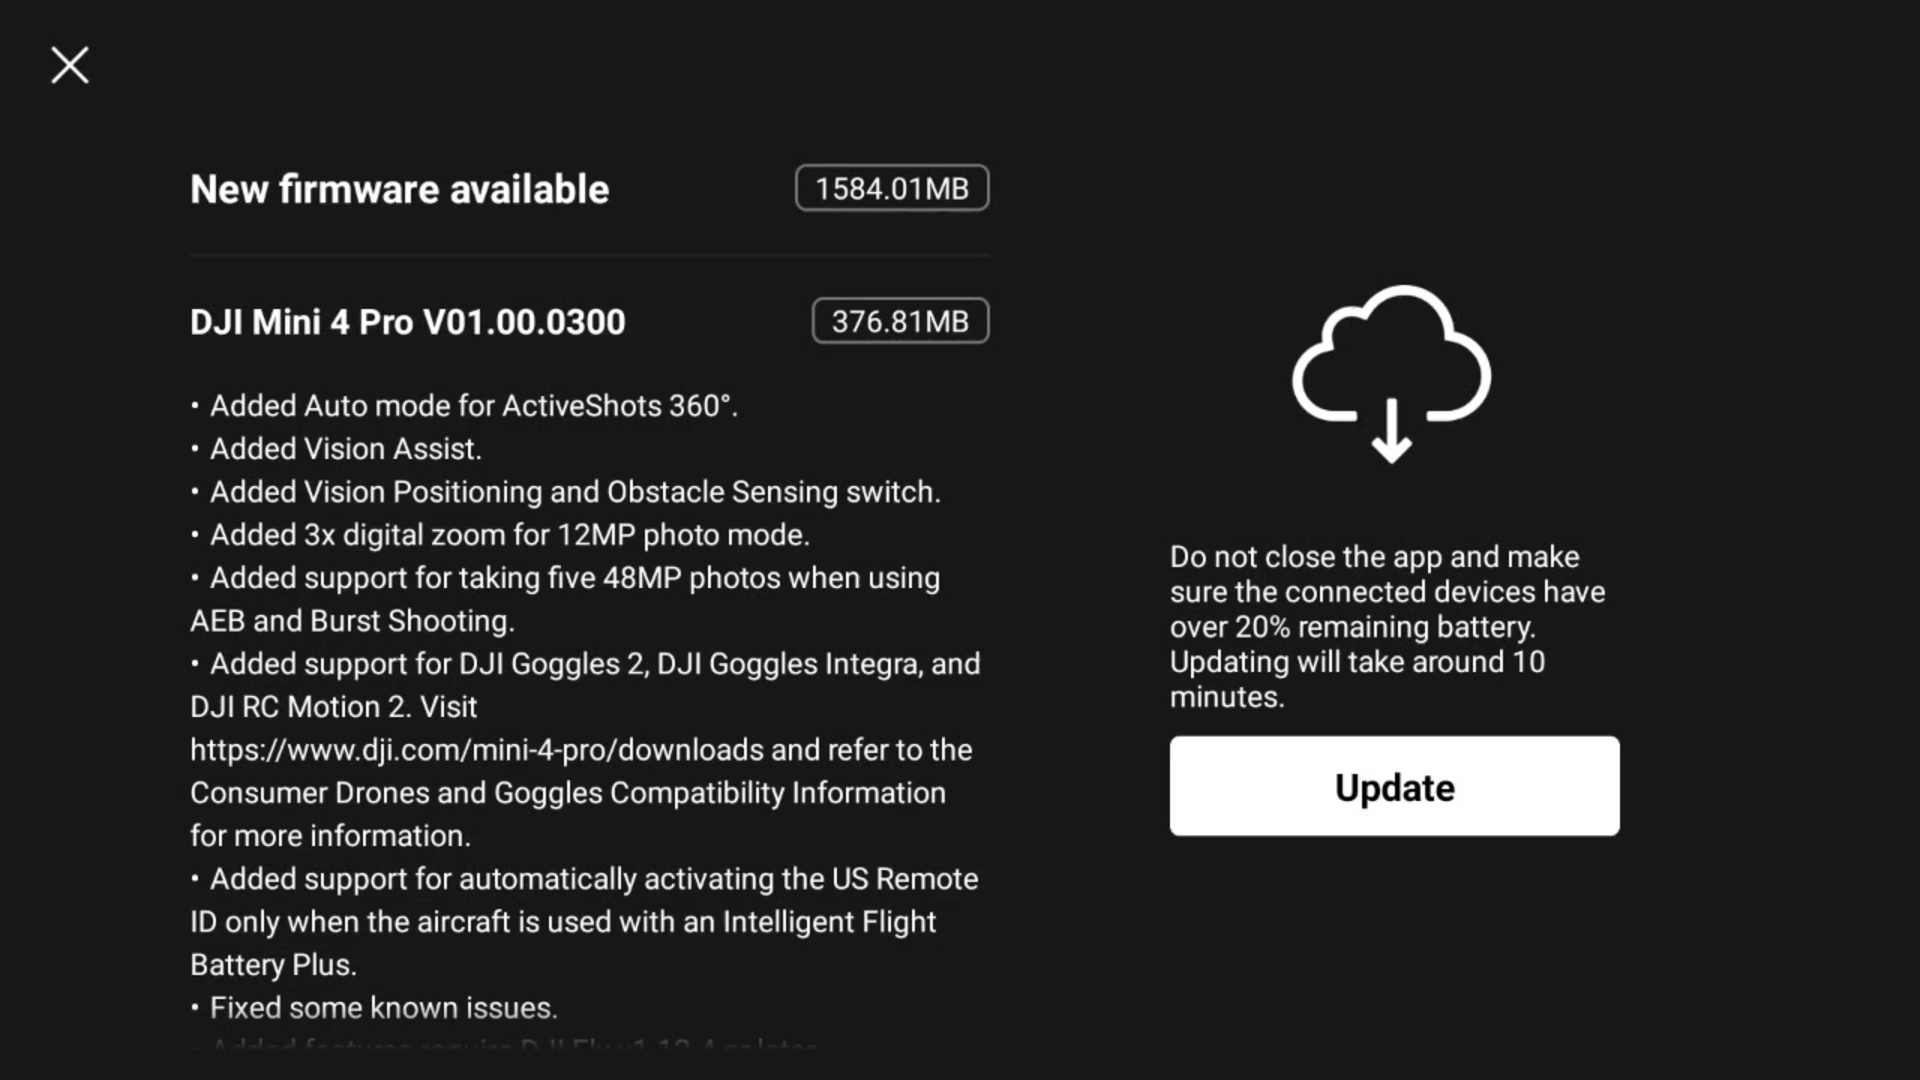 New firmware available
1584.01MB
DJI Mini 4 Pro V01.00.0300
376.81MB
• Added Auto mode for ActiveShots 360°.
• Added Vision Assist.
• Added Vision Positioning and Obstacle Sensing switch.
• Added 3x digital zoom for 12MP photo mode.
• Added support for taking five 48MP photos when using
AEB and Burst Shooting.
• Added support for DJI Goggles 2, DJI Goggles Integra, and
DJI RC Motion 2. Visit
https://www.dji.com/mini-4-pro/downloads and refer to the
Consumer Drones and Goggles Compatibility Information
for more information.
• Added support for automatically activating the US Remote
ID only when the aircraft is used with an Intelligent Flight
Battery Plus.
• Fixed some known issues.
• Added features require DJI Fly
Do not close the app and make
sure the connected devices have
over 20% remaining battery.
Updating will take around 10
minutes.
Update